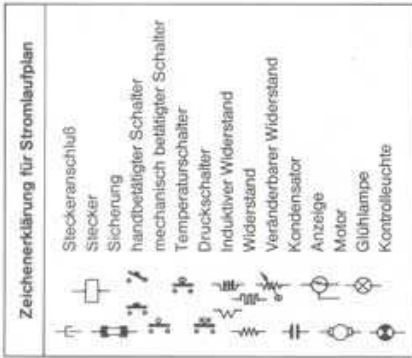 Zeichenerklärung für Stromlaufplan
Steckeranschluß
Stecker
Sicherung
handbetätigter Schalter
mechanisch betätigter Schalter
Temperaturschalter
Druckschalter
Induktiver Widerstand
Widerstand
Veränderbarer Widerstand
Kondensator
Anzeige
Motor
Glühlampe
Kontrolleuchte